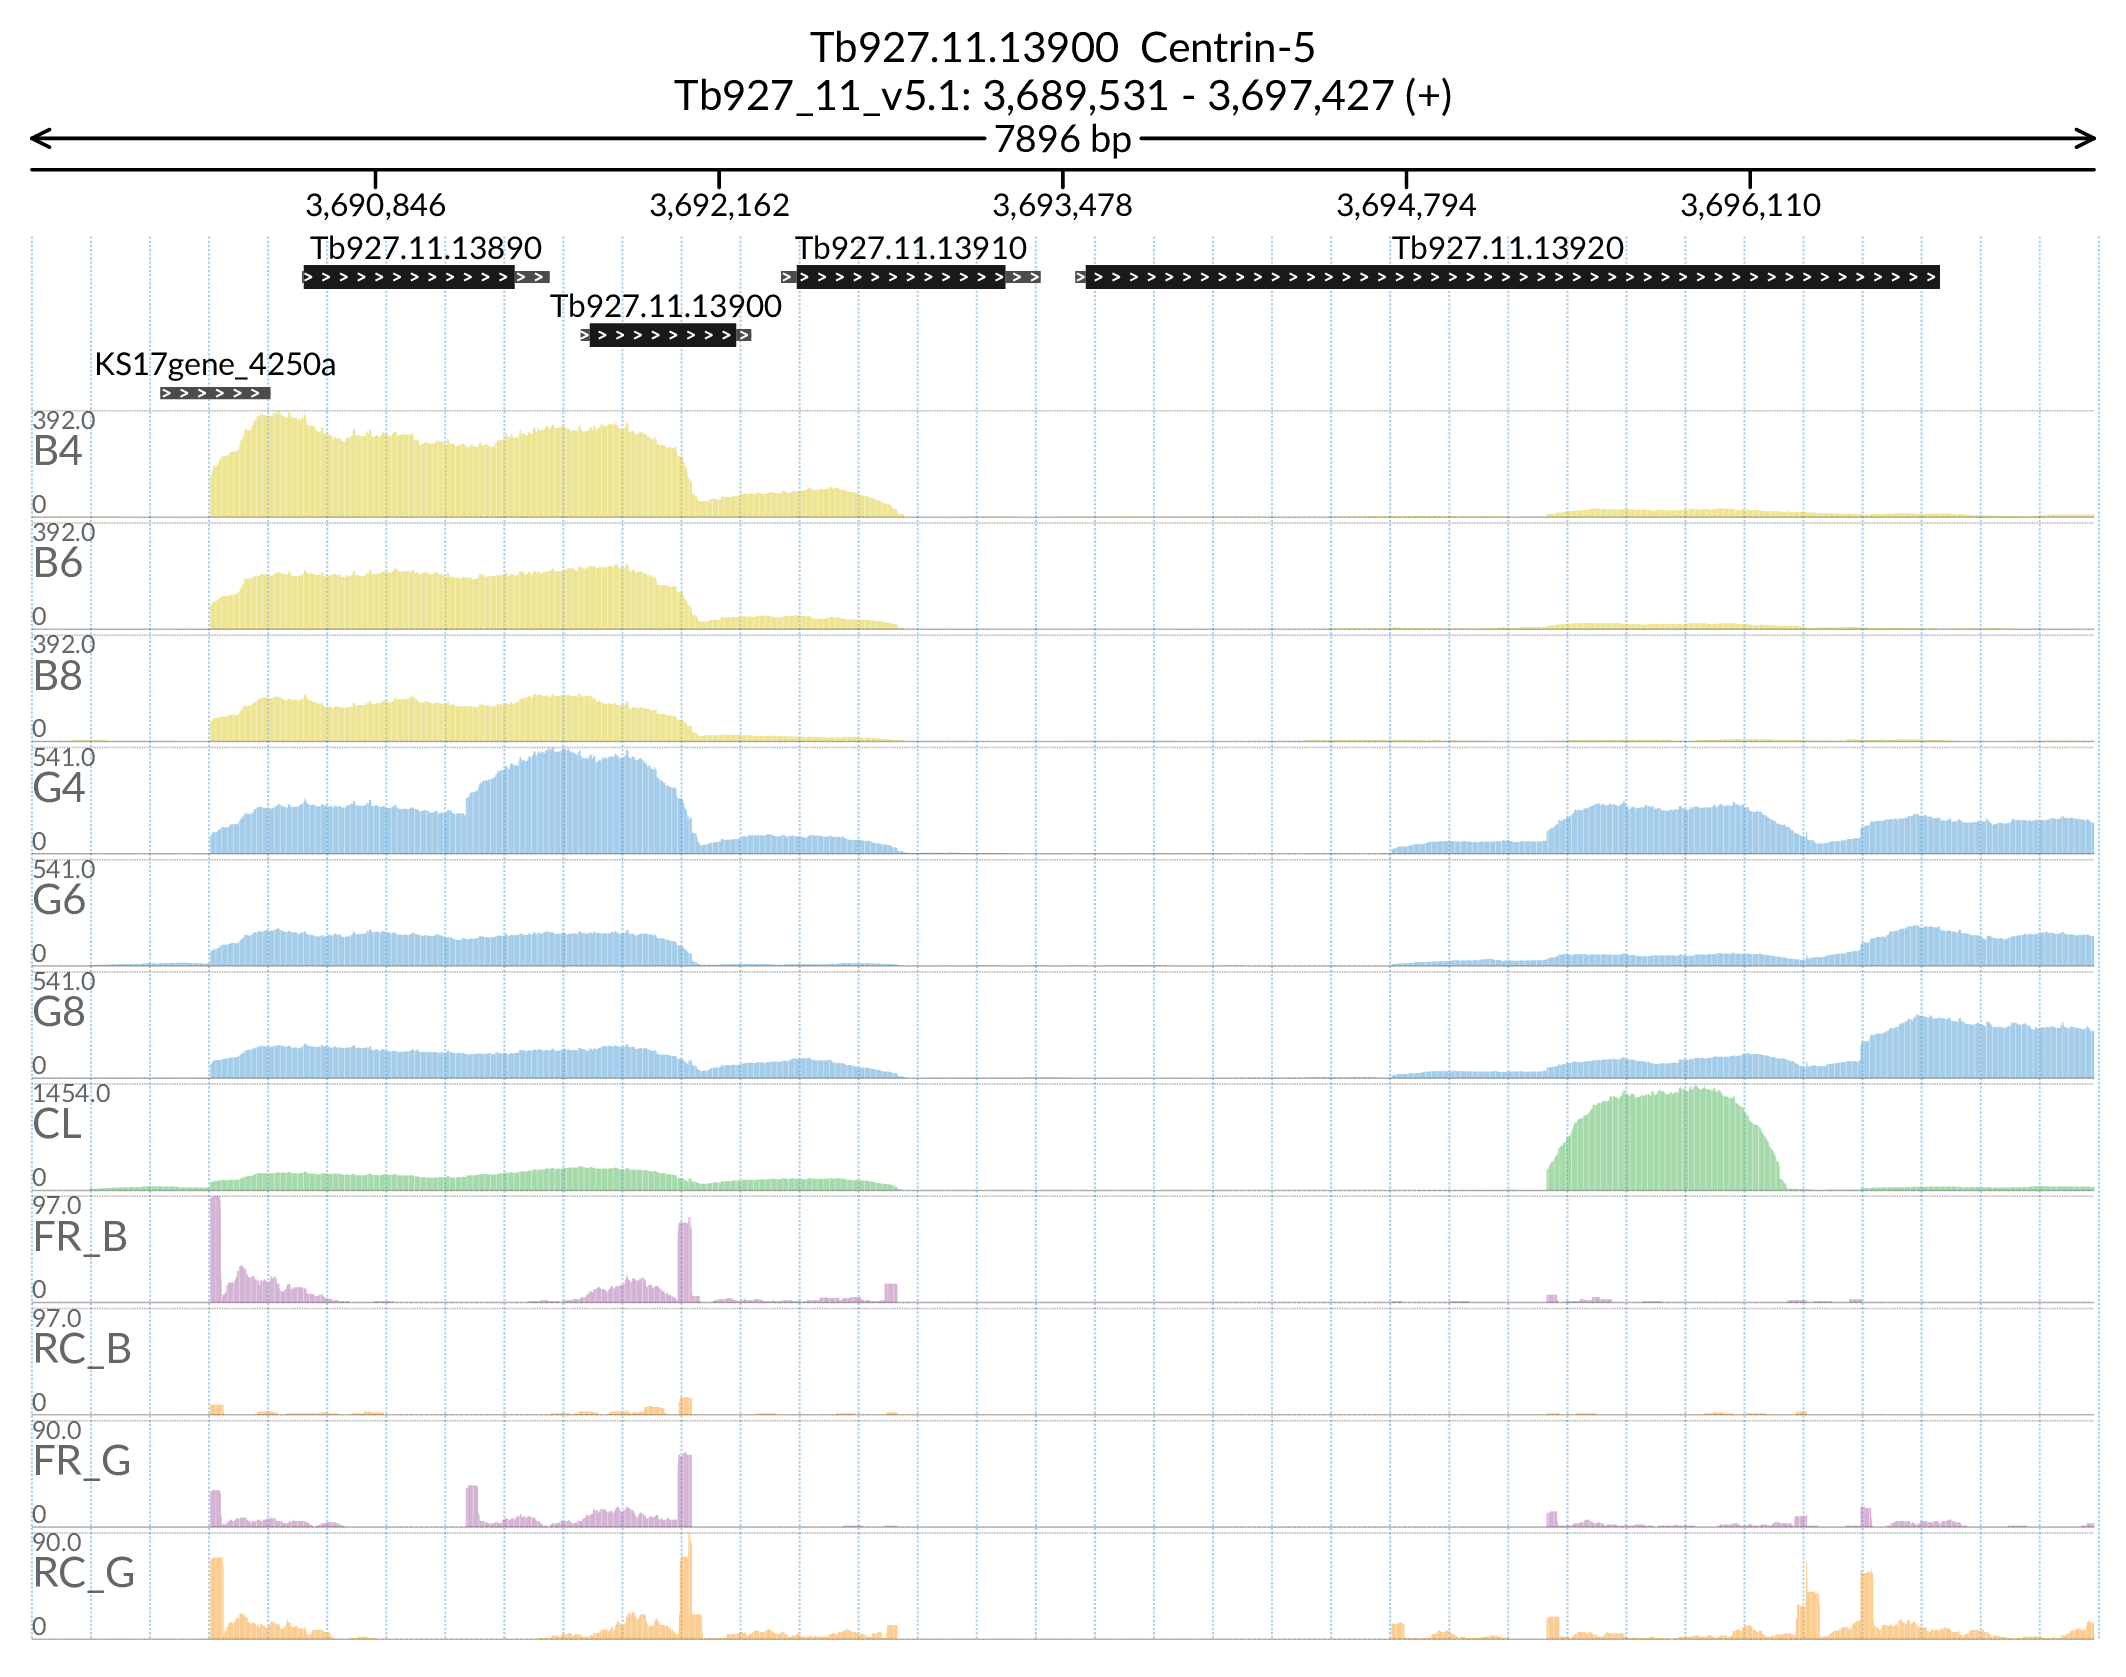 Tb927.11.13900 Centrin-5
Tb927_11_v5.1: 3,689,531 - 3,697,427 (+)
7896 bp
3,690,846 3,692,162 3,693,478 3,694,794 3,696,110
Tb927.11.13890 Tb927.11.13910 Tb927.11.13920
Tb927.11.13900
KS17gene_4250a
392.0
B4
0
392.0
B6
0
392.0
B8
0
541.0
G4
0
541.0
G6
0
541.0
G8
0
1454.0
CL
0
97.0
FR_B
0
97.0
RC_B
0
90.0
FR_G
0
90.0
RC_G
0